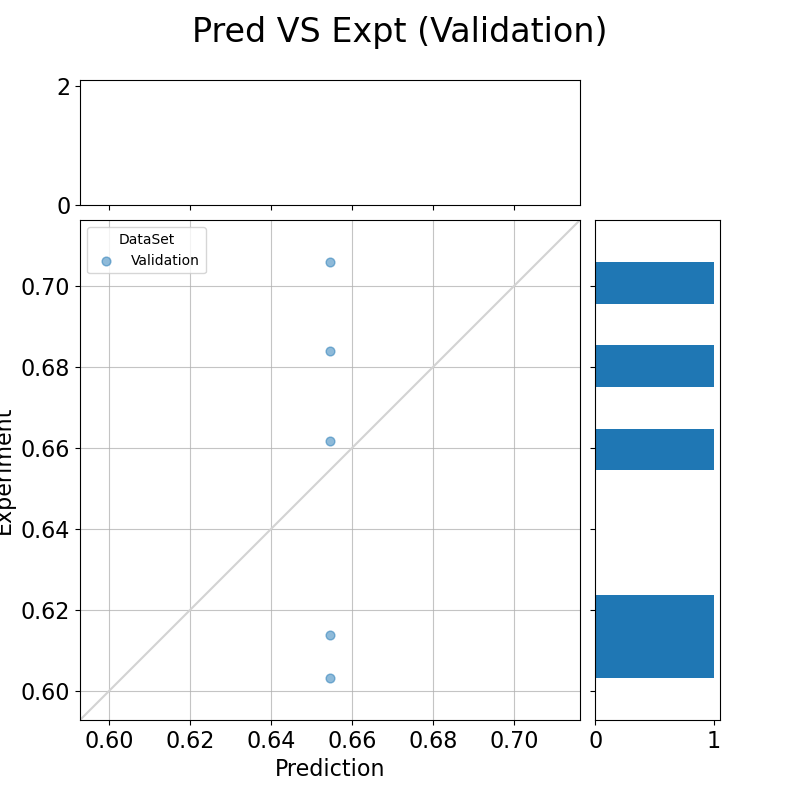 Pred VS Expt (Validation)
2
0
DataSet
Validation
0.70
0.68
0.66
0.64
0.62
0.60
Experiment
0.60 0.62 0.64 0.66 0.68 0.70
Prediction
0 1